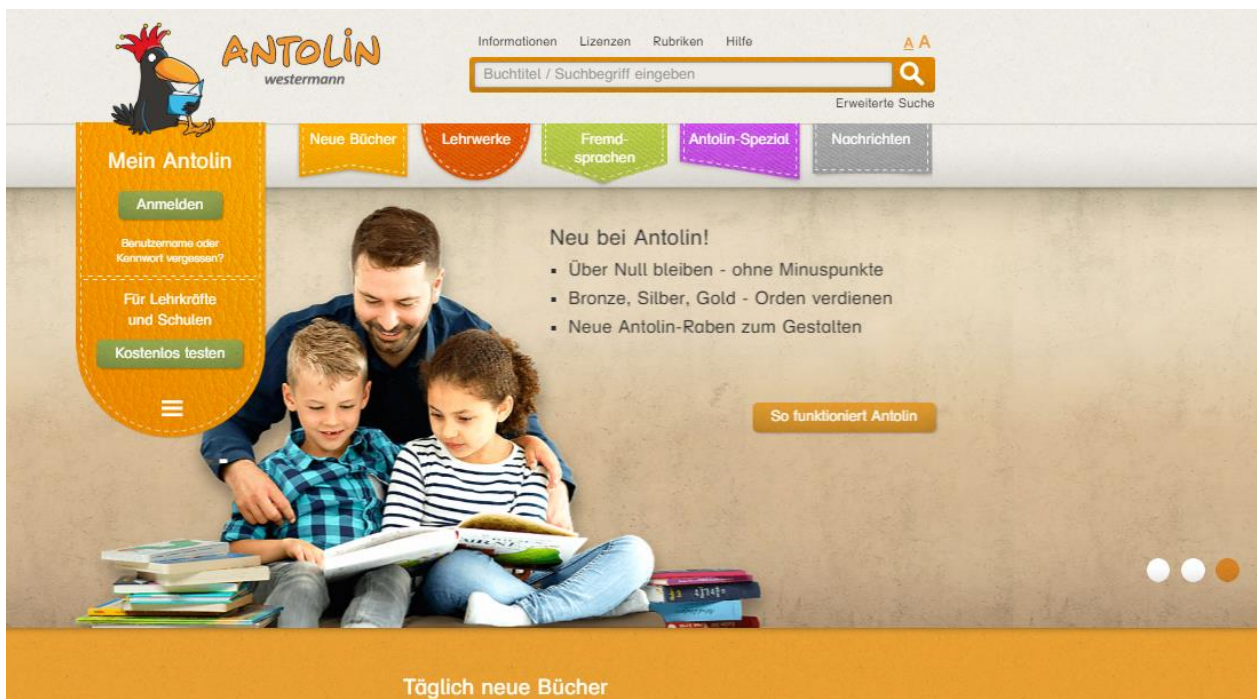 ANTOLIN
westermann
Informationen Lizenzen Rubriken Hilfe
A A
Buchtitel / Suchbegriff eingeben
Erweiterte Suche
Mein Antolin
Anmelden
Benutzername oder
Kennwort vergessen?
Für Lehrkräfte
und Schulen
Kostenlos testen
Neue Bücher
Lehrwerke
Fremd-
sprachen
Antolin-Spezial
Nachrichten
Neu bei Antolin!
▪ Über Null bleiben - ohne Minuspunkte
▪ Bronze, Silber, Gold - Orden verdienen
▪ Neue Antolin-Raben zum Gestalten
So funktioniert Antolin
Täglich neue Bücher